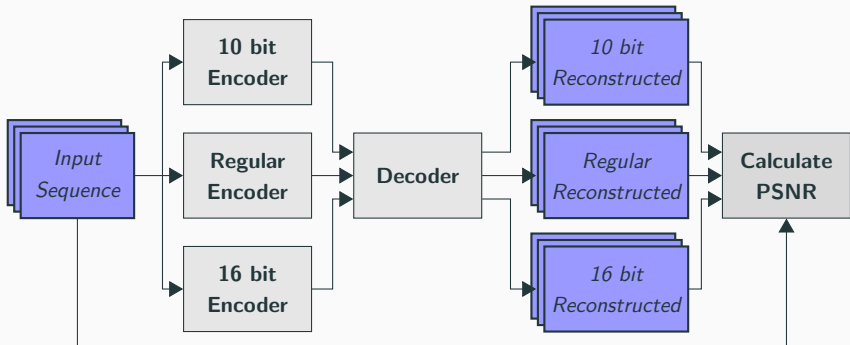 10 bit
Encoder
10 bit
Reconstructed
Input
Sequence
Regular
Encoder
Decoder
Regular
Reconstructed
Calculate
PSNR
16 bit
Encoder
16 bit
Reconstructed